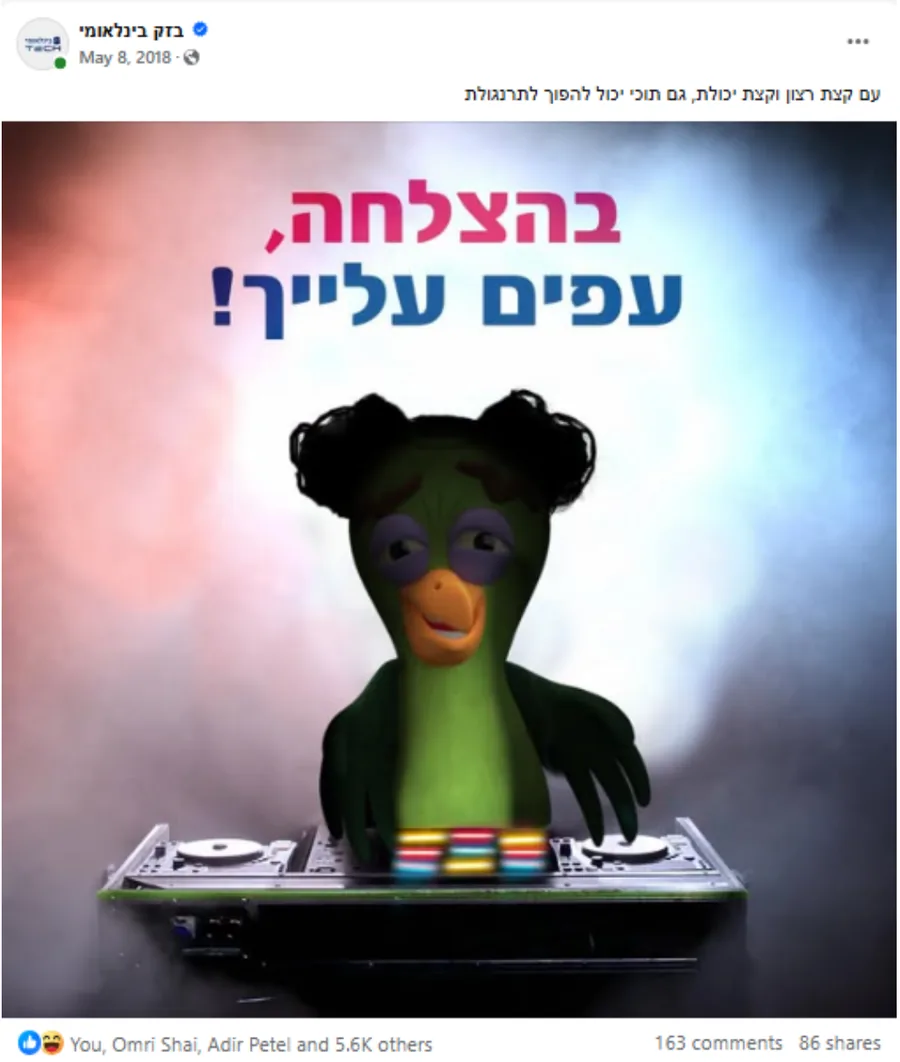 בזק בינלאומי
May 8, 2018 ·
עם קצת רצון וקצת יכולת, גם תוכי יכול להפוך לתרנגולת
בהצלחה,
עפים עלייך!
You, Omri Shai, Adir Petel and 5.6K others
163 comments 86 shares